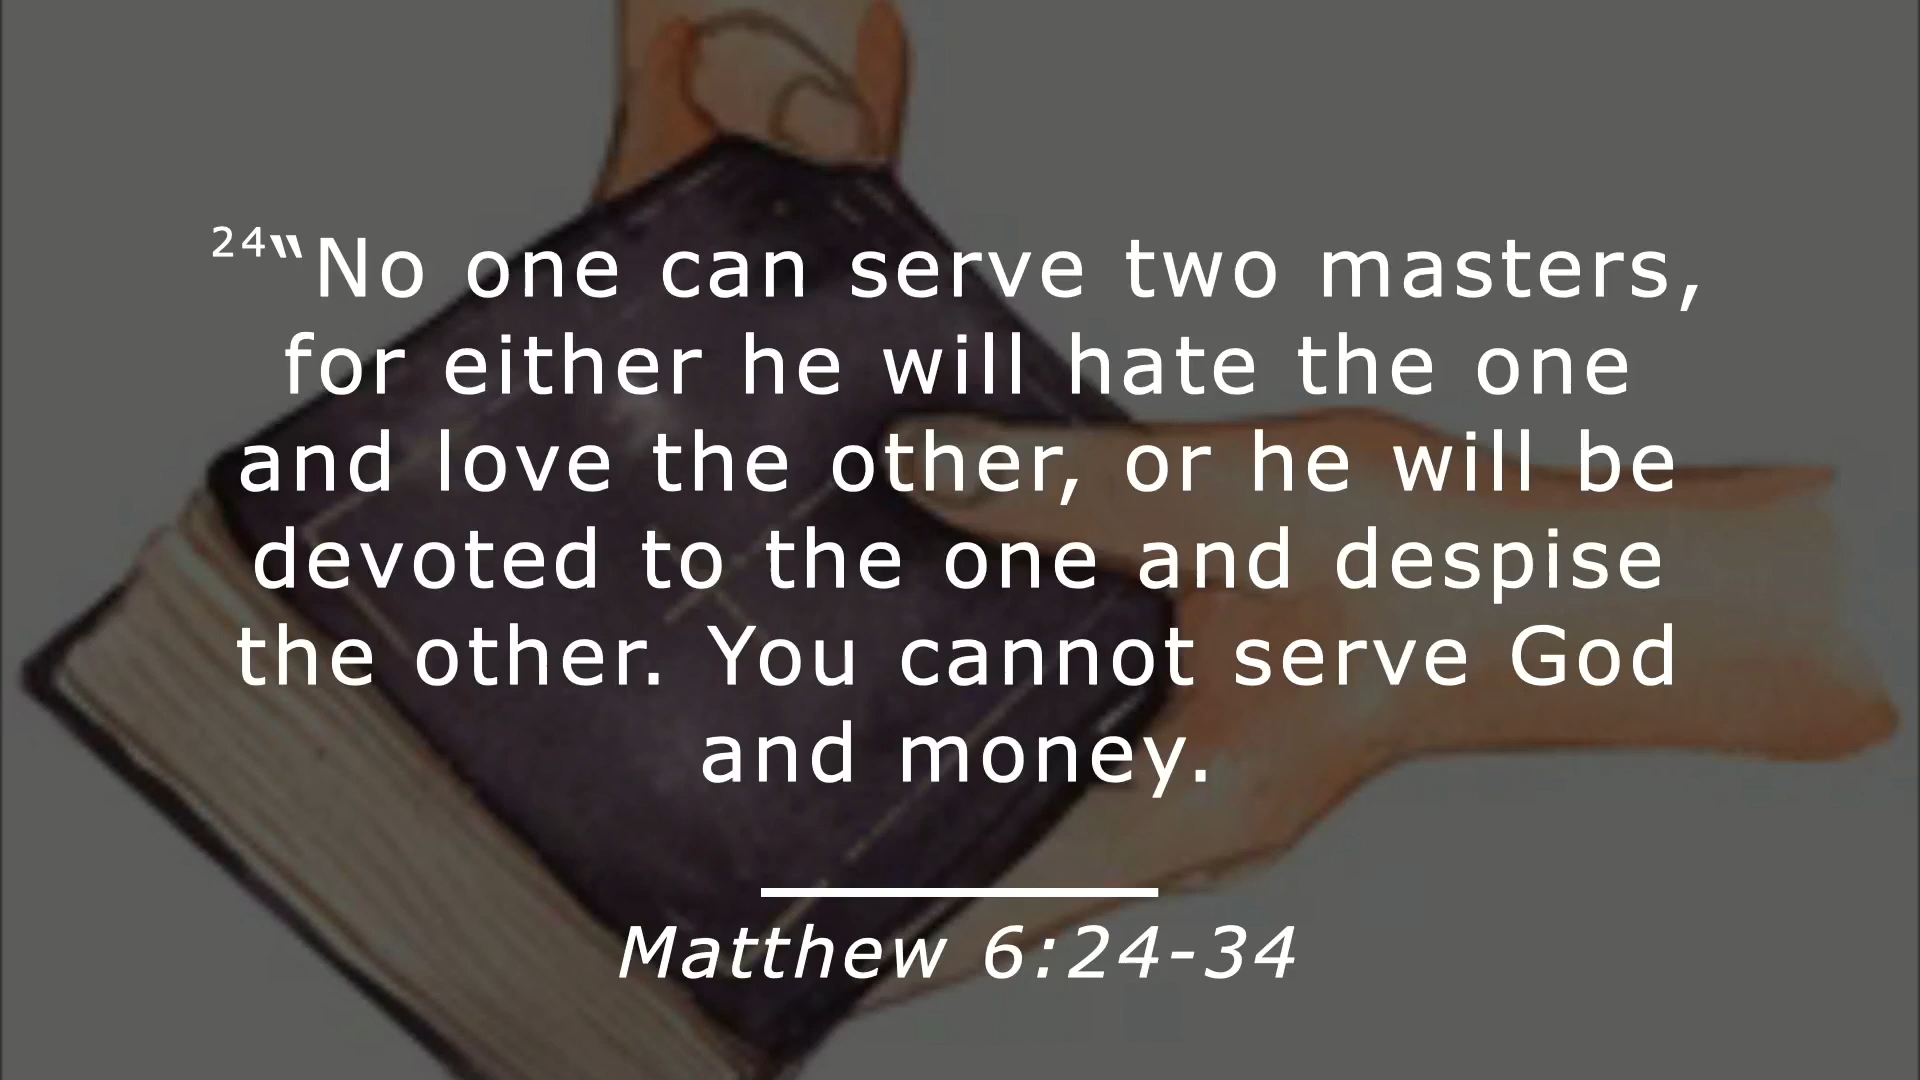 24“No one can serve two masters,
for either he will hate the one
and love the other, or he will be
devoted to the one and despise
the other. You cannot serve God
and money.
Matthew 6:24-34